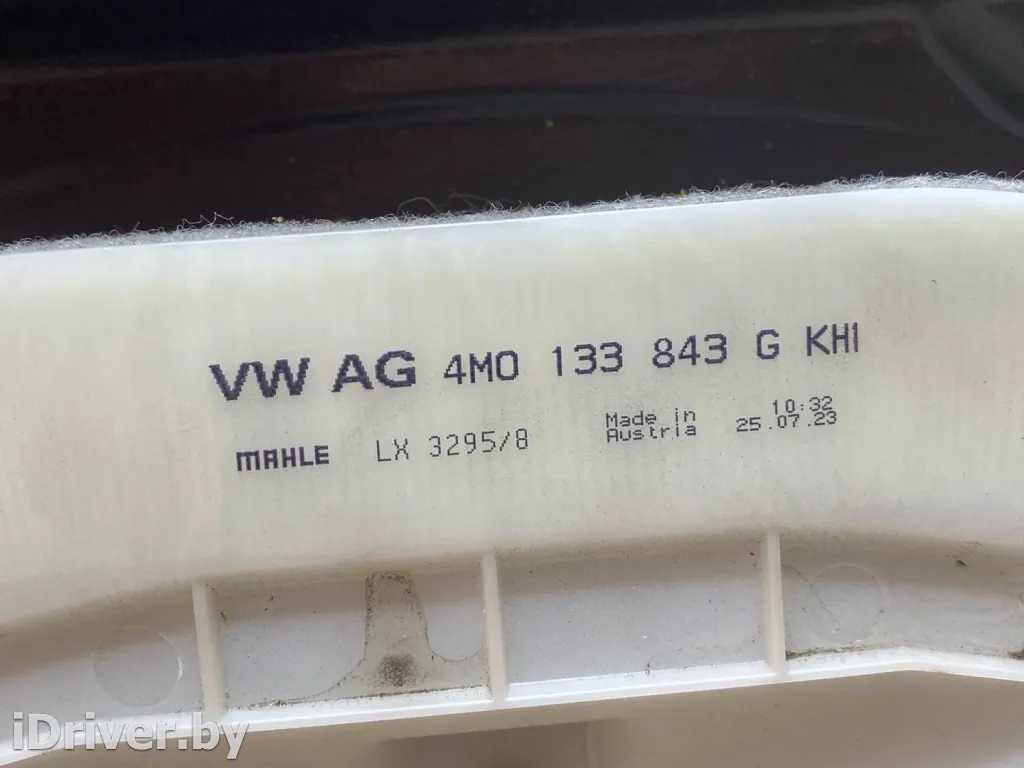 VW AG 4M0 133 843 G KH1
MAHLE LX 3295/8 Made in 10:32
Austria 25.07.23
iDriver.by